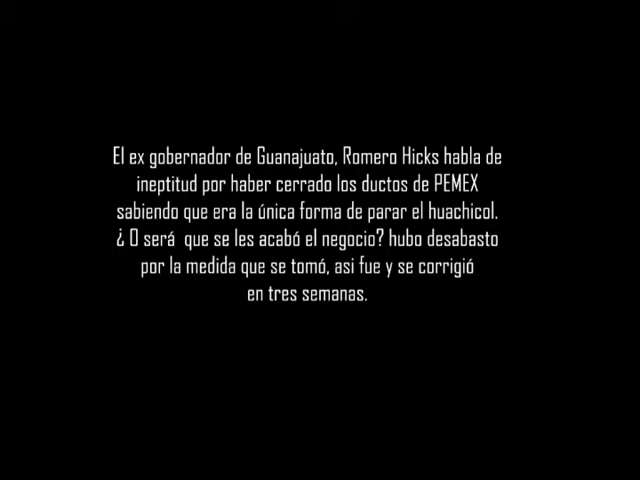 El ex gobernador de Guanajuato, Romero Hicks habla de
ineptitud por haber cerrado los ductos de PEMEX
sabiendo que era la única forma de parar el huachicol.
¿ O será que se les acabó el negocio? hubo desabasto
por la medida que se tomó, asi fue y se corrigió
en tres semanas.